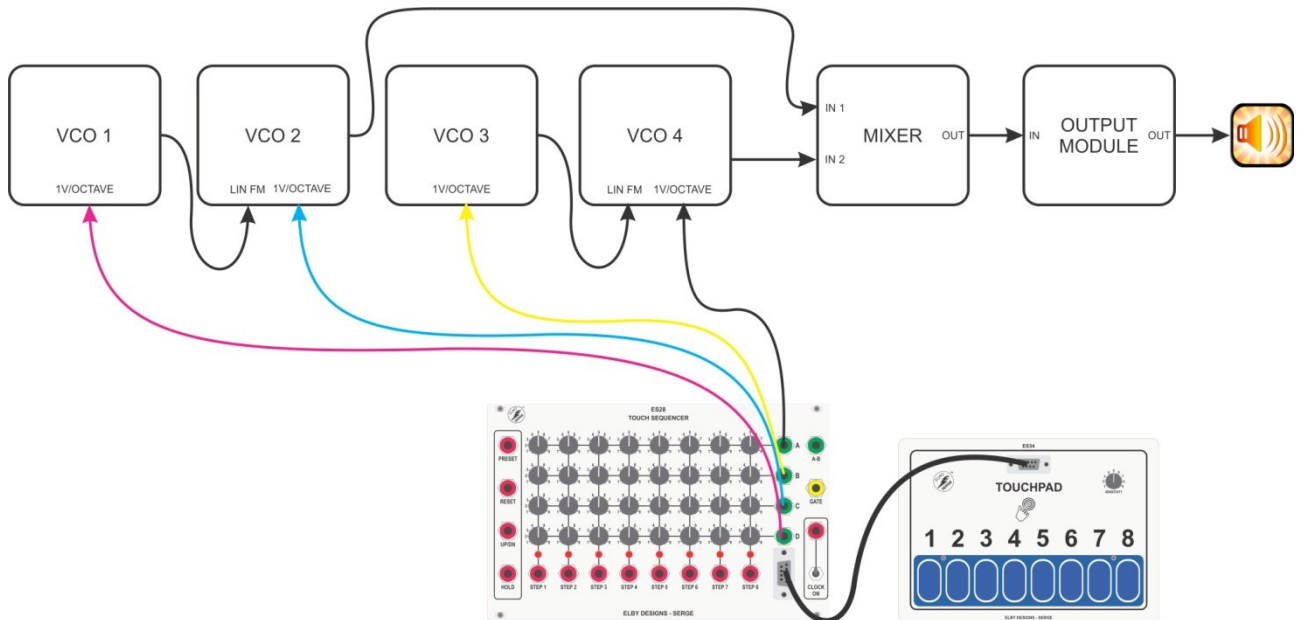 VCO 1
1V/OCTAVE
VCO 2
LIN FM 1V/OCTAVE
VCO 3
1V/OCTAVE
VCO 4
LIN FM 1V/OCTAVE
IN 1
IN 2
MIXER
OUT
IN
OUTPUT
MODULE
OUT
ES28
TOUCH SEQUENCER
PRESET
RESET
UP/DN
HOLD
A
B
C
D
A-B
GATE
CLOCK
ON
STEP 1 STEP 2 STEP 3 STEP 4 STEP 5 STEP 6 STEP 7 STEP 8
ELBY DESIGNS - SERGE
ES34
TOUCHPAD
SENSITIVITY
1 2 3 4 5 6 7 8
ELBY DESIGNS - SERGE